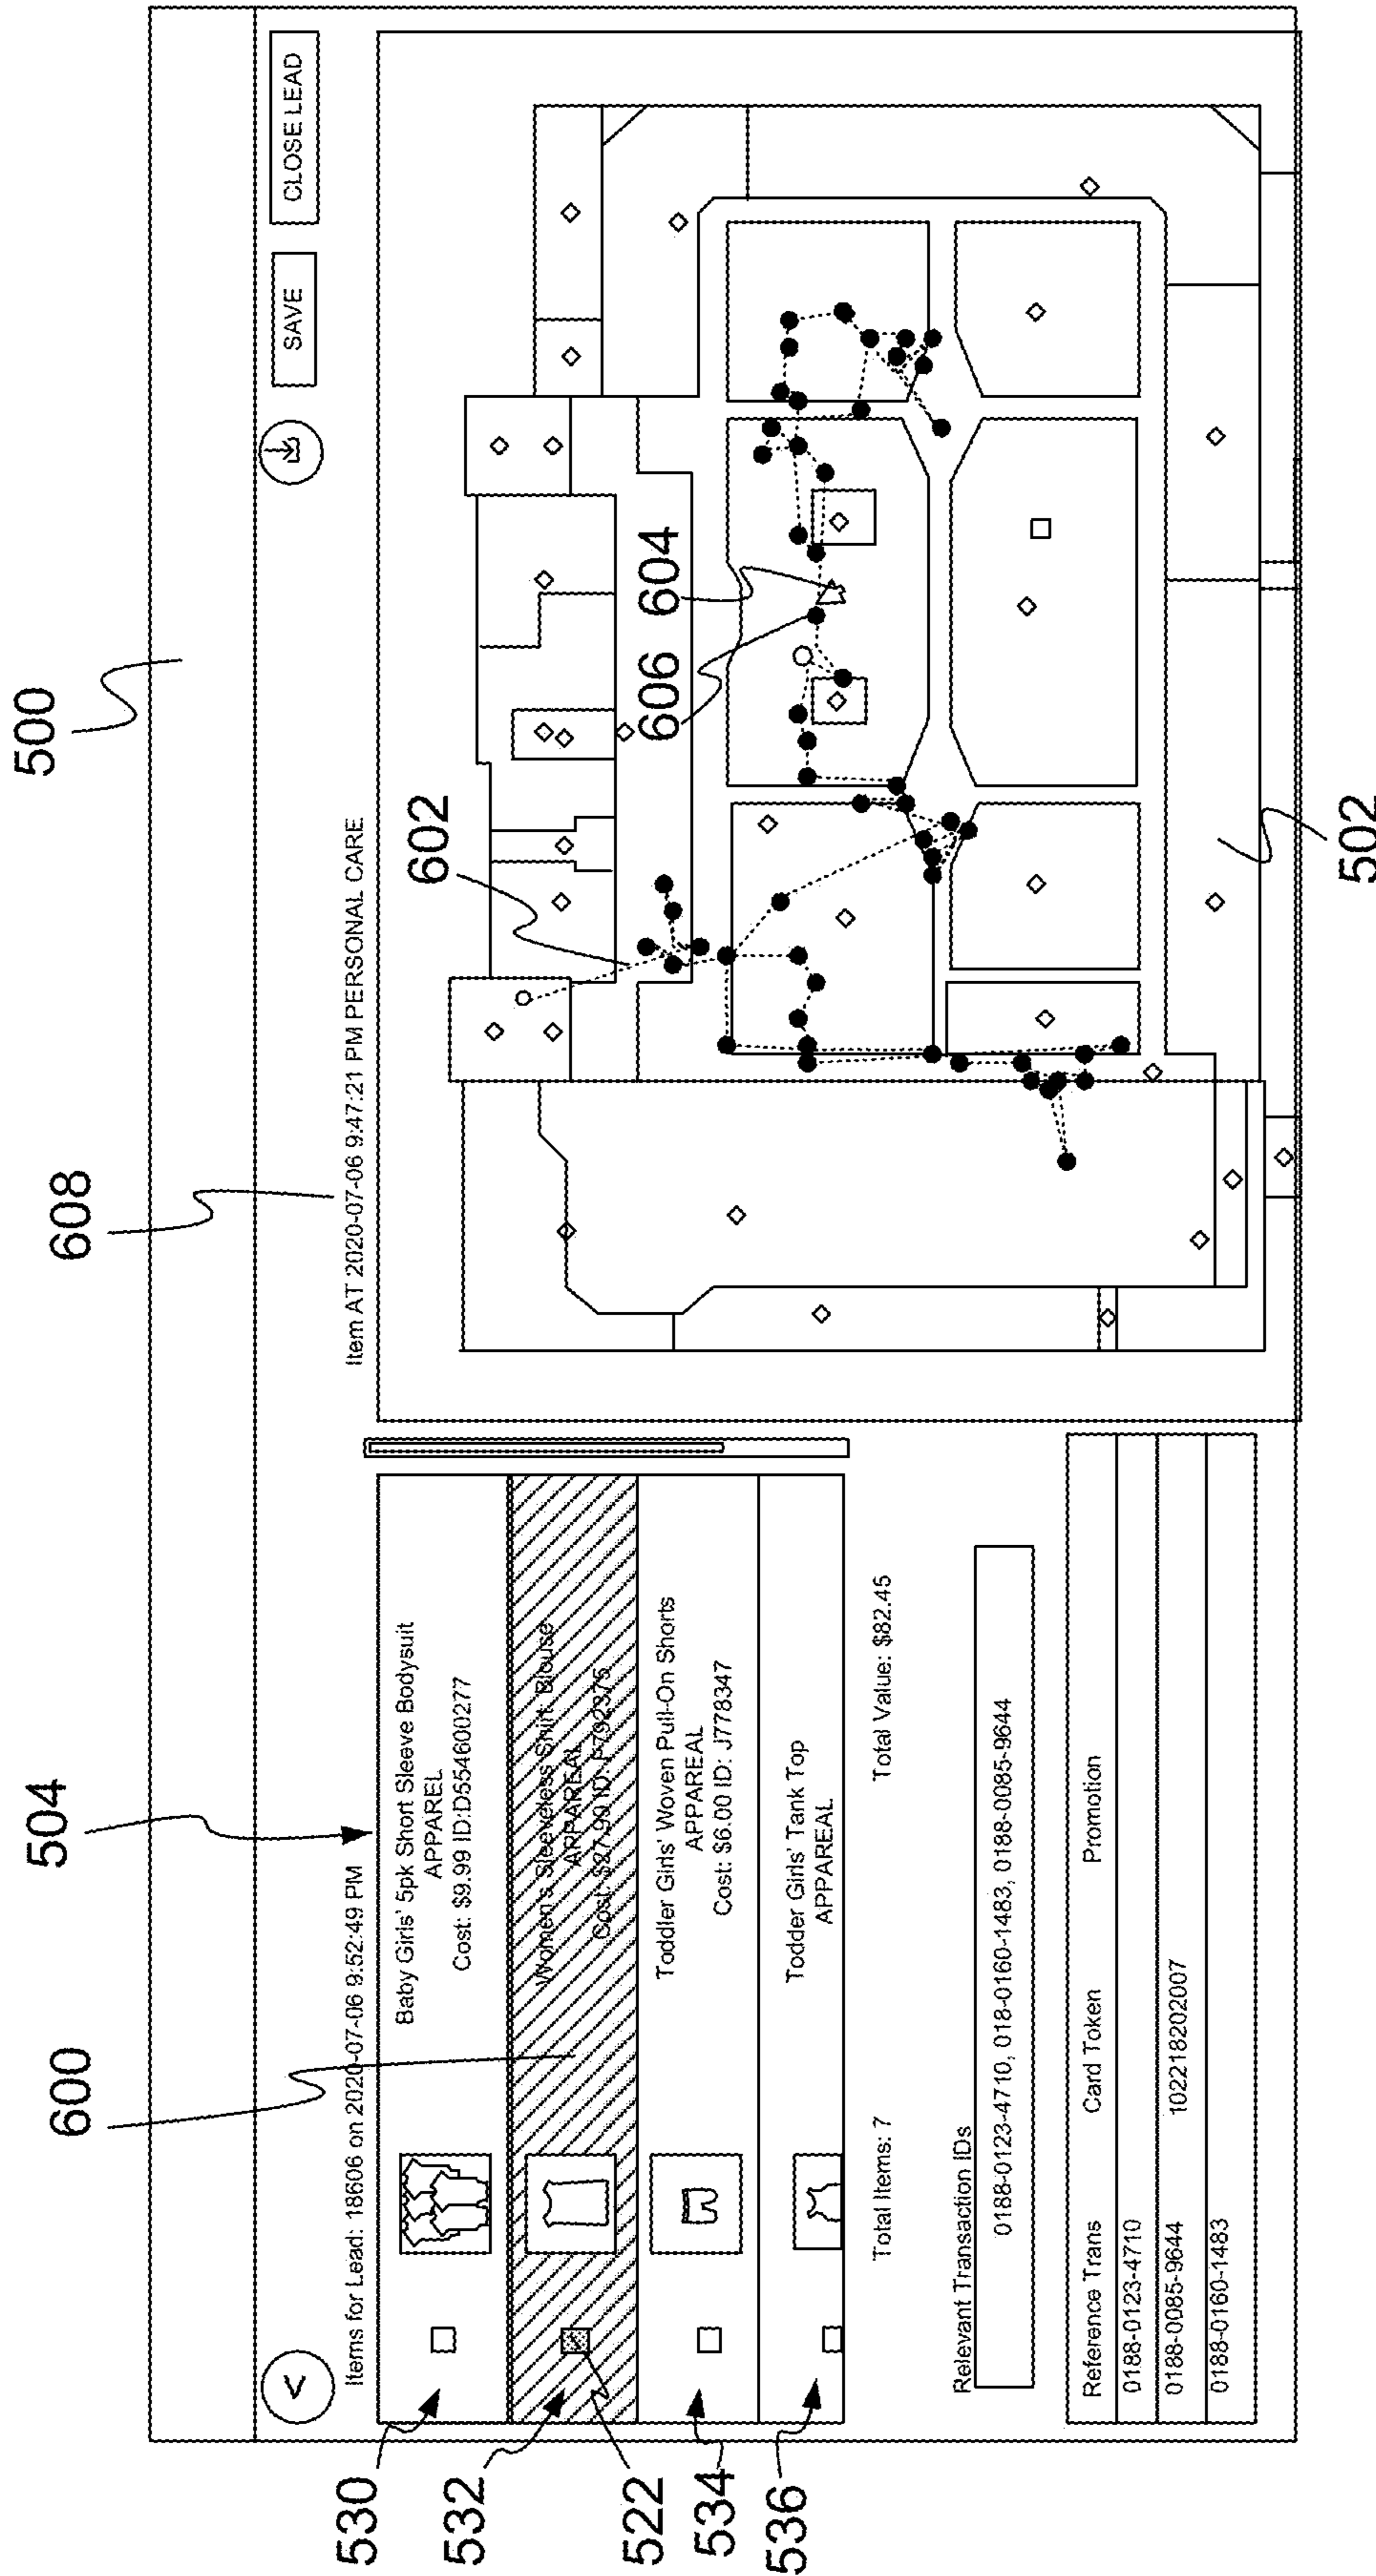 500
608
504
600
SAVE
CLOSE LEAD
<
Items for Lead: 18606 on 2020-07-06 9:52:49 PM
Item AT 2020-07-06 9:47:21 PM PERSONAL CARE
530
Baby Girls' 5pk Short Sleeve Bodysuit
APPAREL
Cost: $9.99 ID:D554600277
532
Women's Sleeveless Shirt Blouse
APPAREAL
Cost: $27.99 ID: F792375
522
534
Toddler Girls' Woven Pull-On Shorts
APPAREAL
Cost: $6.00 ID: J778347
536
Todder Girls' Tank Top
APPAREAL
Total Items: 7
Total Value: $82.45
Relevant Transaction IDs
0188-0123-4710, 018-0160-1483, 0188-0085-9644
Reference Trans
Card Token
Promotion
0188-0123-4710
0188-0085-9644
102218202007
0188-0160-1483
602
606
604
502